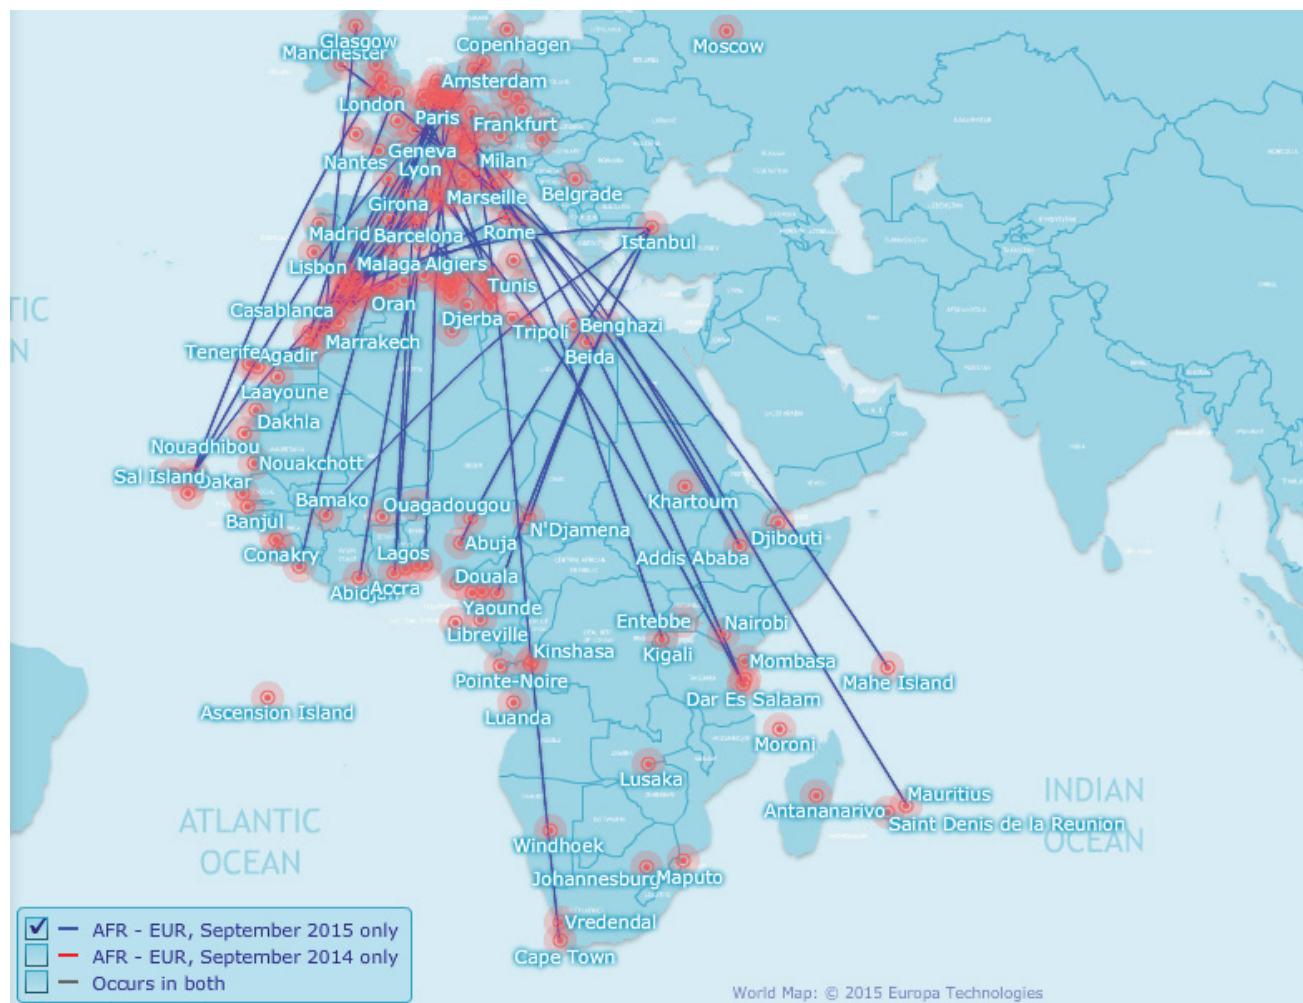 Glasgow
Manchester
Copenhagen
Moscow
London
Amsterdam
Paris
Frankfurt
Nantes
Geneva
Milan
Lyon
Belgrade
Girona
Marseille
Madrid
Barcelona
Rome
Istanbul
Lisbon
Malaga
Algiers
Tunis
Casablanca
Oran
Djerba
Tripoli
Benghazi
Marrakech
Beida
Tenerife
Agadir
Laayoune
Dakhla
Nouadhibou
Nouakchott
Sal Island
Dakar
Bamako
Ouagadougou
Khartoum
Banjul
N'Djamena
Djibouti
Conakry
Lagos
Abuja
Addis Ababa
Abidjan
Accra
Douala
Yaounde
Entebbe
Nairobi
Libreville
Kinshasa
Kigali
Mombasa
Pointe-Noire
Mahe Island
Dar Es Salaam
Ascension Island
Luanda
Moroni
Lusaka
INDIAN
OCEAN
Mauritius
Antananarivo
Saint Denis de la Reunion
ATLANTIC
OCEAN
Windhoek
Johannesburg
Maputo
Vredendal
Cape Town
TIC
N
AFR - EUR, September 2015 only
AFR - EUR, September 2014 only
Occurs in both
World Map: © 2015 Europa Technologies